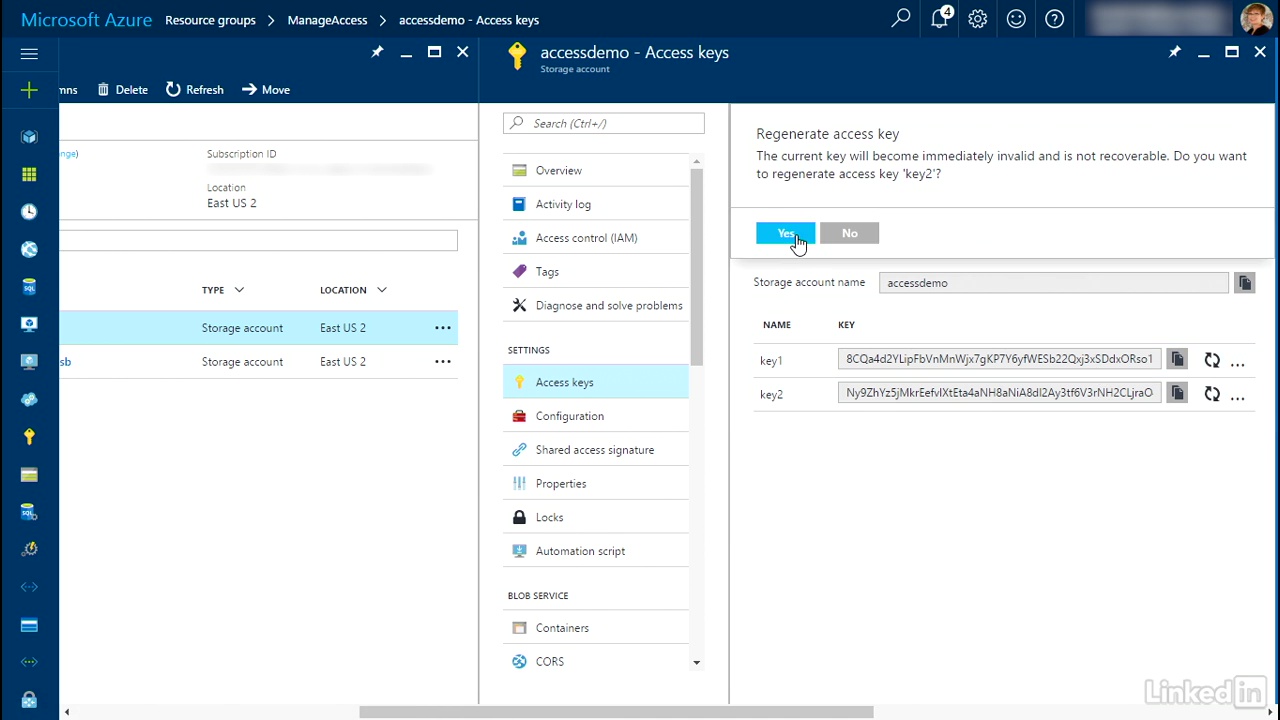 Microsoft Azure Resource groups > ManageAccess > accessdemo - Access keys
4
mns Delete Refresh Move
nge)
Subscription ID
Location
East US 2
TYPE LOCATION
Storage account East US 2 ...
sb Storage account East US 2 ...
accessdemo - Access keys
Storage account
Search (Ctrl+/)
Overview
Activity log
Access control (IAM)
Tags
Diagnose and solve problems
SETTINGS
Access keys
Configuration
Shared access signature
Properties
Locks
Automation script
BLOB SERVICE
Containers
CORS
Regenerate access key
The current key will become immediately invalid and is not recoverable. Do you want
to regenerate access key 'key2'?
Yes No
Storage account name accessdemo
NAME KEY
key1 ...
key2 ...
SQL
SQL
LinkedIn